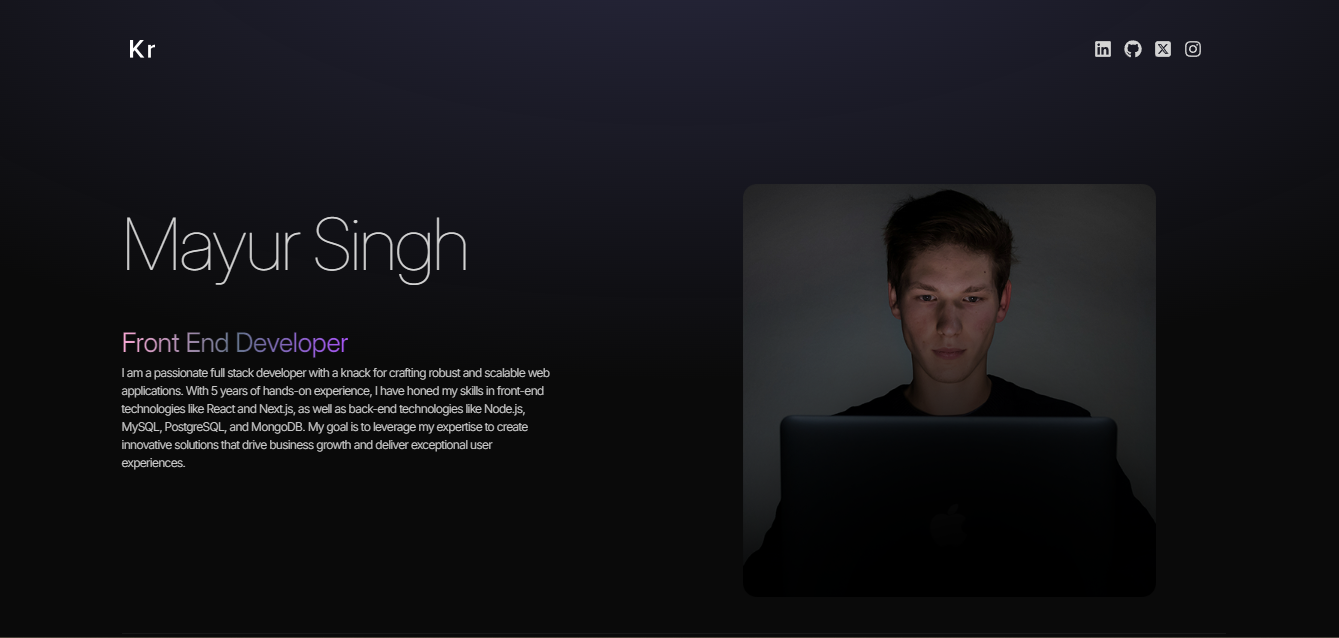 Kr
Mayur Singh
Front End Developer
I am a passionate full stack developer with a knack for crafting robust and scalable web
applications. With 5 years of hands-on experience, I have honed my skills in front-end
technologies like React and Next.js, as well as back-end technologies like Node.js,
MySQL, PostgreSQL, and MongoDB. My goal is to leverage my expertise to create
innovative solutions that drive business growth and deliver exceptional user
experiences.